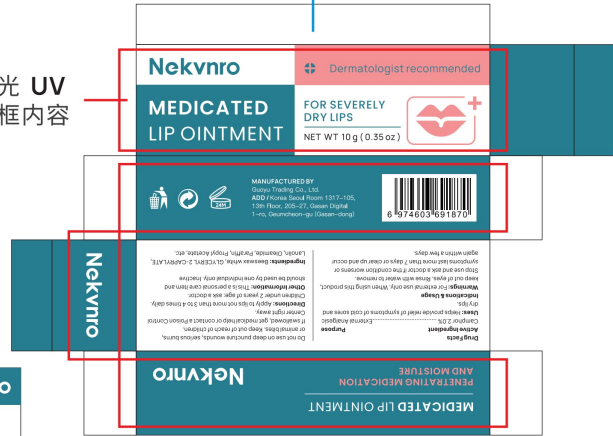 光 UV
框内容
Nekvnro
Dermatologist recommended
MEDICATED
LIP OINTMENT
FOR SEVERELY
DRY LIPS
NET WT 10g ( 0.35 oz )
24M
MANUFACTURED BY
Guoyu Trading Co., Ltd.
ADD / Korea Seoul Room 1317-105,
13th Floor, 205-27, Gasan Digital
1-ro, Geumcheon-gu (Gasan-dong)
6 974603 691870
Nekvnro
Drug Facts
Active Ingredient Purpose
Camphor 2.0%..........................External Analgesic
Uses: Helps provide relief of symptoms of cold sores and
dry lips.
Indications & Usage
Warnings: For external use only. When using this product,
keep out of eyes. Rinse with water to remove.
Stop use and ask a doctor if the condition worsens or
symptoms last more than 7 days or clear up and occur
again within a few days.
Do not use on deep puncture wounds, serious burns,
or animal bites. Keep out of reach of children.
If swallowed, get medical help or contact a Poison Control
Center right away.
Directions: Apply to lips not more than 3 to 4 times daily.
Children under 2 years of age: ask a doctor.
Other information: This is a personal care item and
should be used by one individual only. Inactive
Ingredients: Beeswax white, GLYCERYL 2-CAPRYLATE,
Lanolin, Oleamide, Paraffin, Propyl Acetate, etc.
MEDICATED LIP OINTMENT
PENETRATING MEDICATION
AND MOISTURE
Nekvnro
o